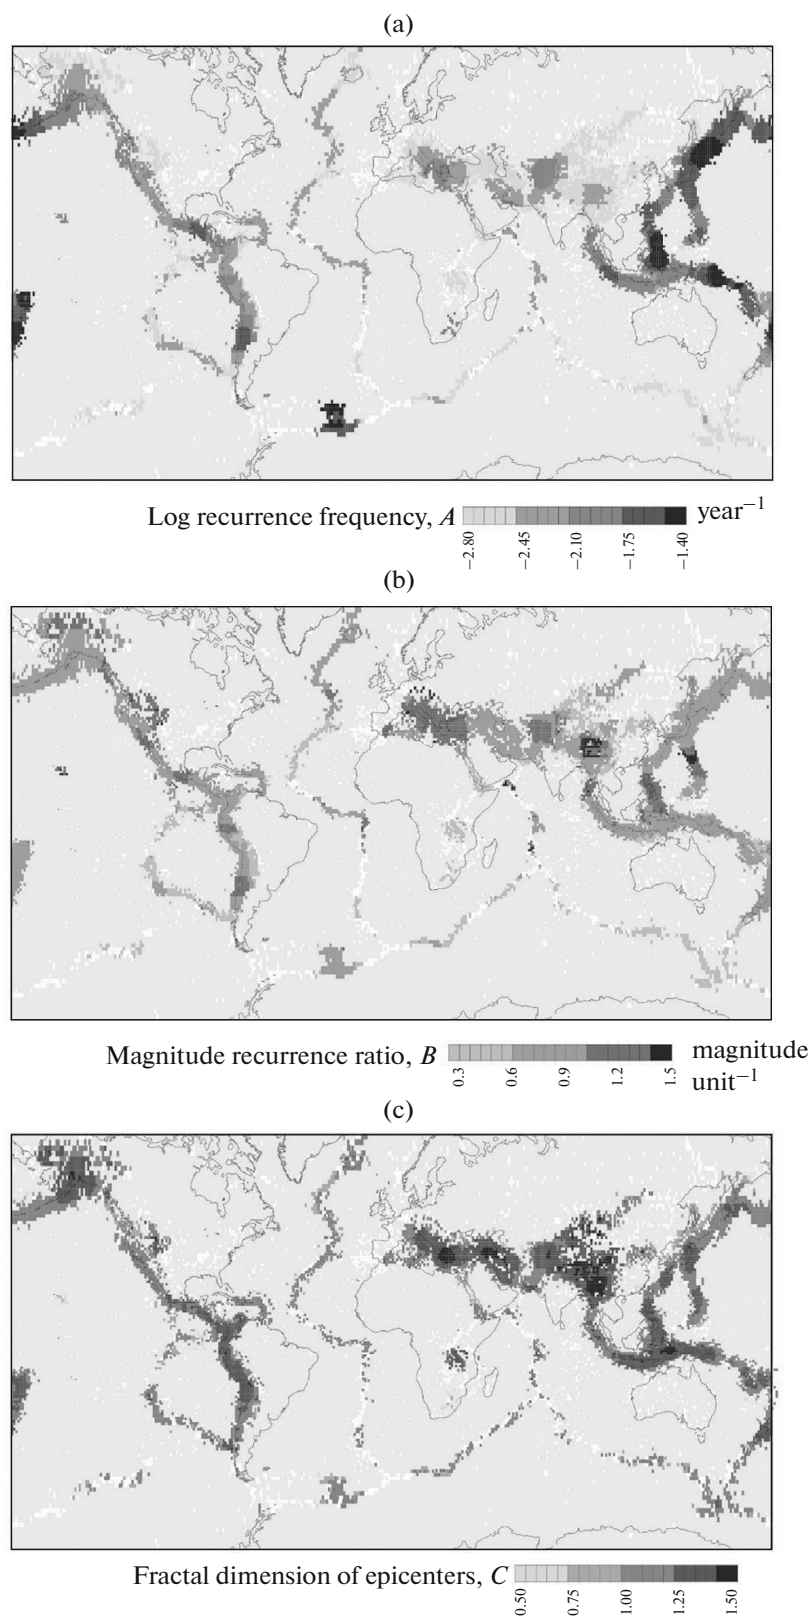 (a)
Log recurrence frequency, A
year⁻¹
−2.80
−2.45
−2.10
−1.75
−1.40
(b)
Magnitude recurrence ratio, B
magnitude
unit⁻¹
0.3
0.6
0.9
1.2
1.5
(c)
Fractal dimension of epicenters, C
0.50
0.75
1.00
1.25
1.50